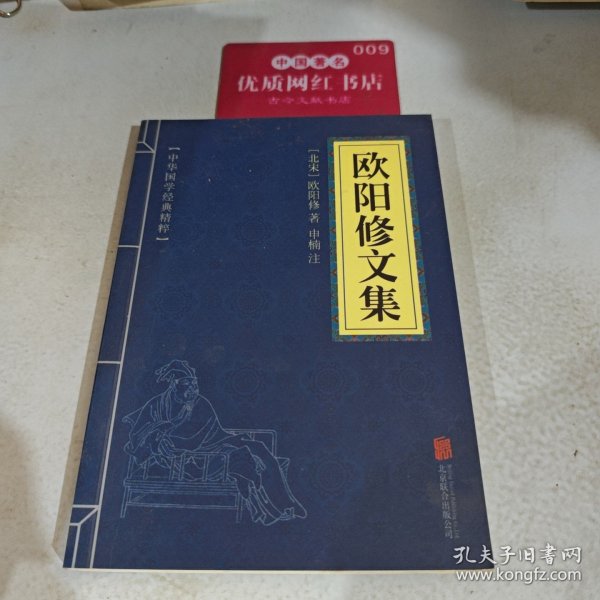 009
中国著名
优质网红书店
古今文献书店
欧阳修文集
[北宋]欧阳修 著 申楠 注
【中华国学经典精粹】
北京联合出版公司
孔夫子旧书网
www.kongfz.com